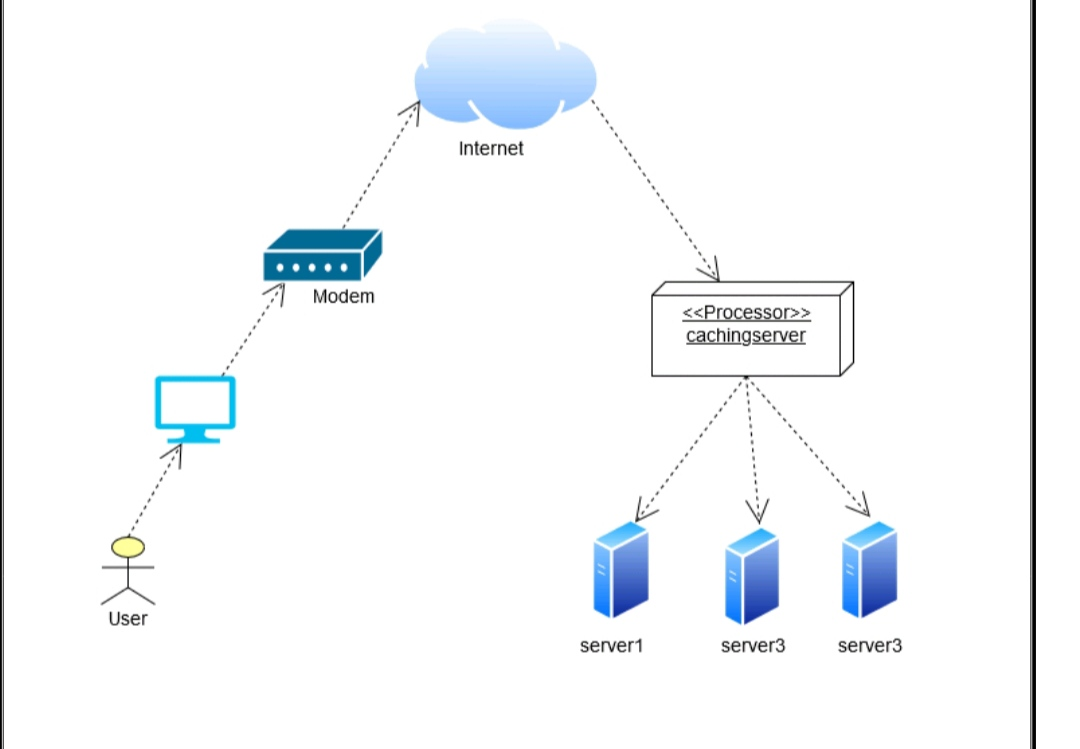 Internet
Modem
<<Processor>>
cachingserver
User
server1
server3
server3